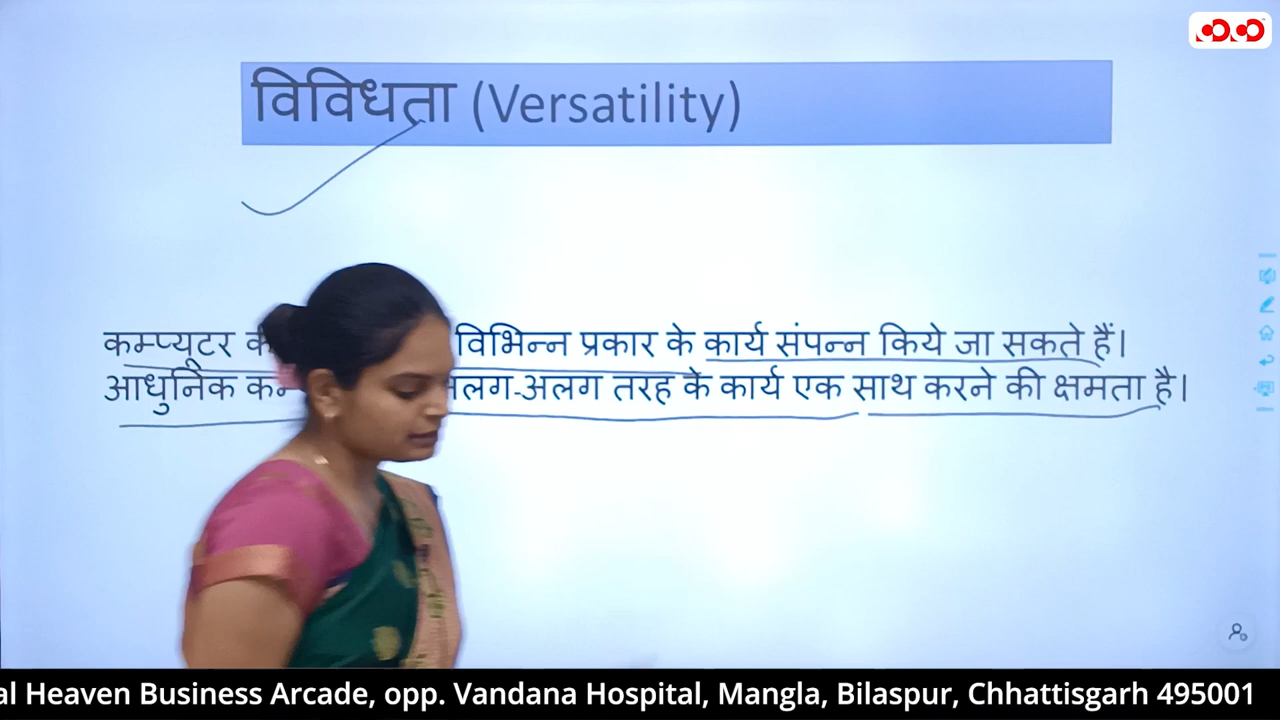 विविधता (Versatility)
कम्प्यूटर विभिन्न प्रकार के कार्य संपन्न किये जा सकते हैं।
आधुनिक अलग-अलग तरह के कार्य एक साथ करने की क्षमता है।
al Heaven Business Arcade, opp. Vandana Hospital, Mangla, Bilaspur, Chhattisgarh 495001